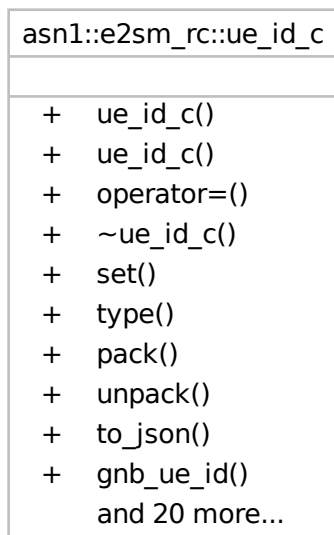 asn1::e2sm_rc::ue_id_c
+ ue_id_c()
+ ue_id_c()
+ operator=()
+ ~ue_id_c()
+ set()
+ type()
+ pack()
+ unpack()
+ to_json()
+ gnb_ue_id()
and 20 more...